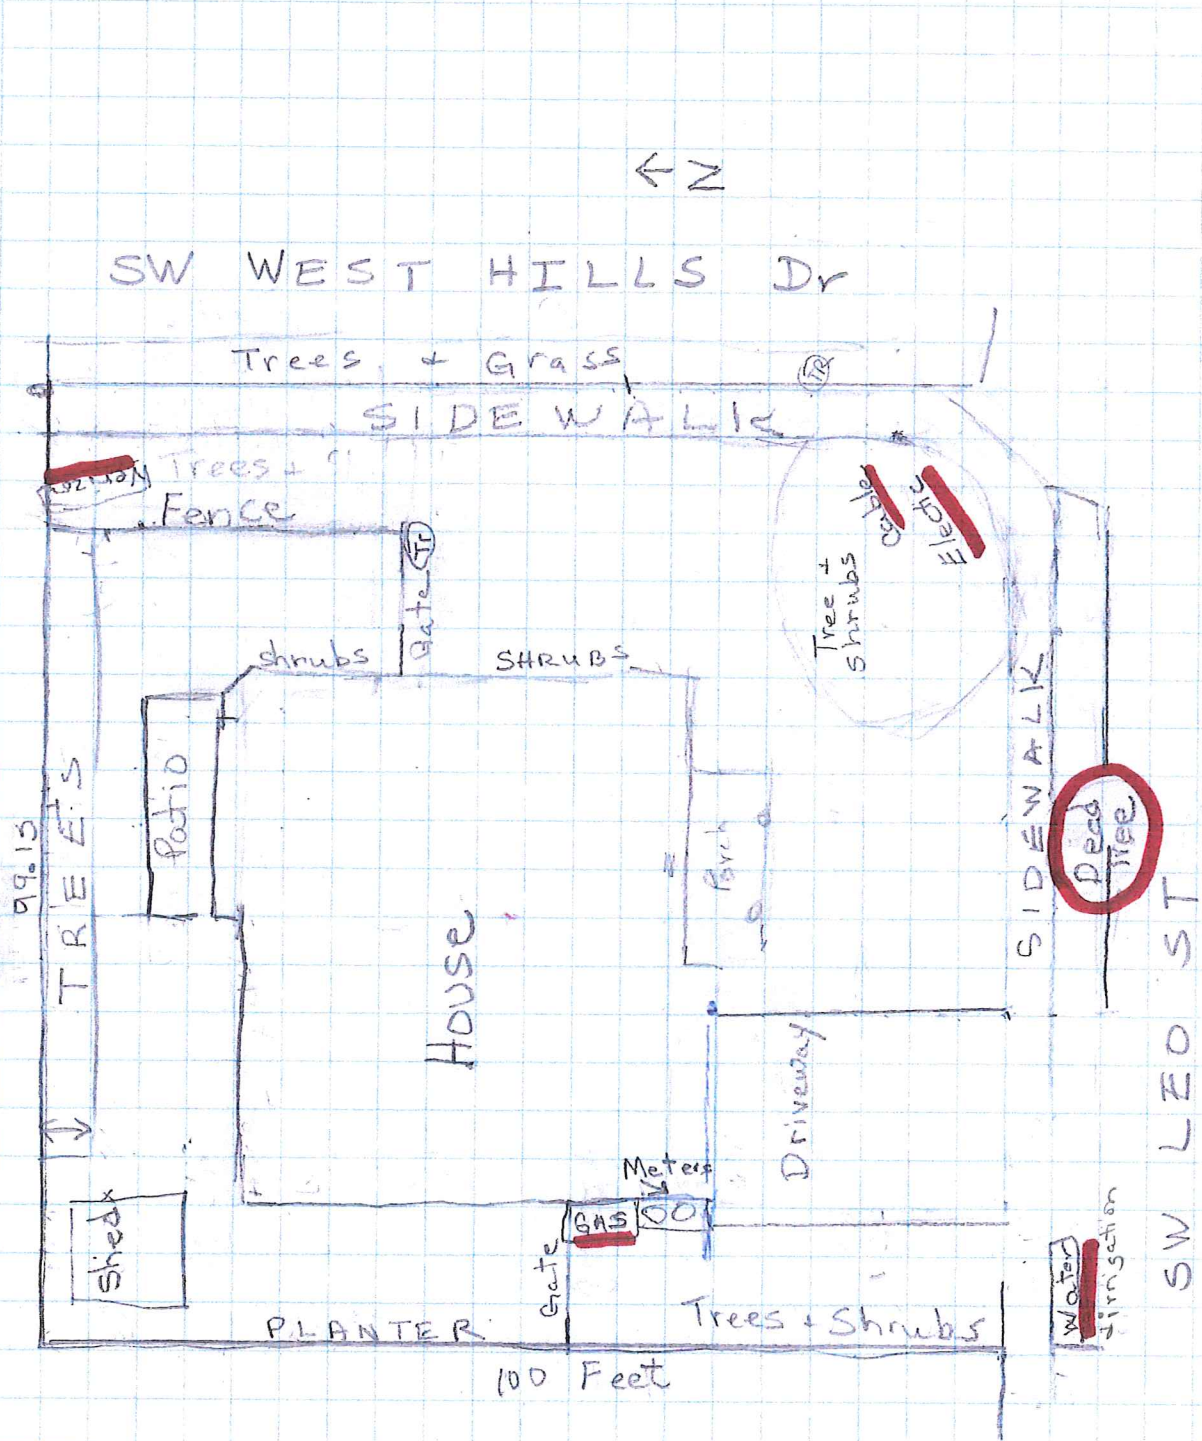 ← N
SW WEST HILLS Dr
Trees + Grass
TR
SIDEWALK
Verizon
Trees +
Fence
Cable
Electric
Tr
Gate
Tree +
Shrubs
shrubs
SHRUBS
SIDEWALK
Patio
TREES
99.15
Porch
Dead
Tree
HOUSE
SW LEO ST
Driveway
Meters
GAS
Shed
Gate
Water
+irrigation
PLANTER
Trees + Shrubs
100 Feet